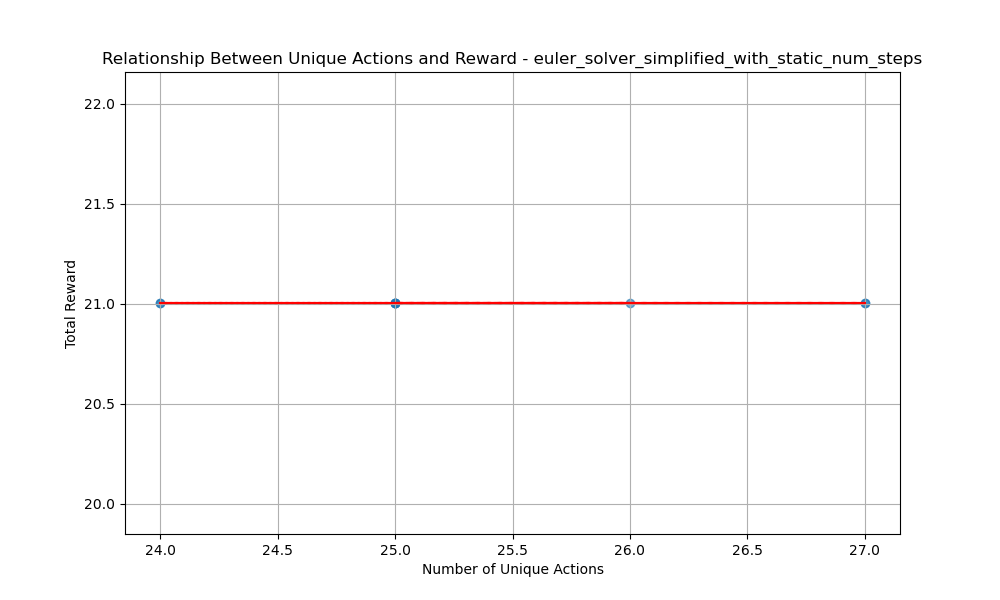 Relationship Between Unique Actions and Reward - euler_solver_simplified_with_static_num_steps
22.0
21.5
21.0
20.5
20.0
Total Reward
24.0 24.5 25.0 25.5 26.0 26.5 27.0
Number of Unique Actions